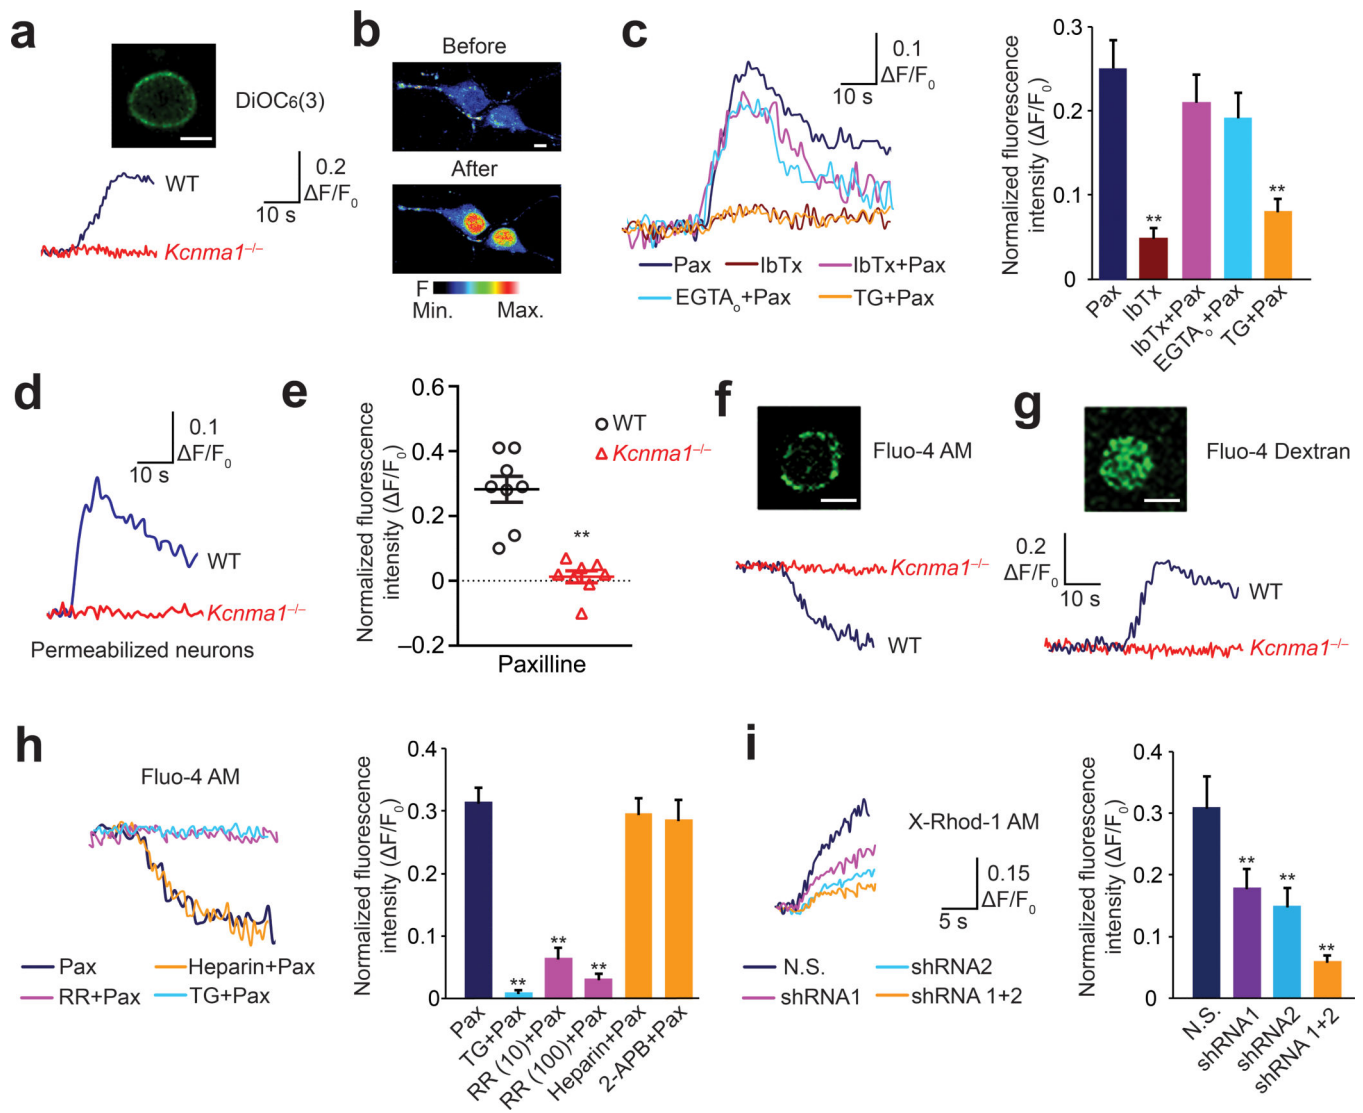 a
DiOC6(3)
WT
0.2
ΔF/F0
10 s
Kcnma1–/–
b
Before
After
F
Min. Max.
c
0.1
ΔF/F0
10 s
Pax IbTx IbTx+Pax
EGTAo+Pax TG+Pax
Normalized fluorescence
intensity (ΔF/F0)
0.3
0.2
0.1
0
**
**
Pax
IbTx
IbTx+Pax
EGTAo+Pax
TG+Pax
d
0.1
ΔF/F0
10 s
WT
Kcnma1–/–
Permeabilized neurons
e
Normalized fluorescence
intensity (ΔF/F0)
0.6
0.4
0.2
0
–0.2
WT
Kcnma1–/–
**
Paxilline
f
Fluo-4 AM
Kcnma1–/–
WT
g
Fluo-4 Dextran
0.2
ΔF/F0
10 s
WT
Kcnma1–/–
h
Fluo-4 AM
Pax Heparin+Pax
RR+Pax TG+Pax
Normalized fluorescence
intensity (ΔF/F0)
0.4
0.3
0.2
0.1
0
**
**
**
Pax
TG+Pax
RR (10)+Pax
RR (100)+Pax
Heparin+Pax
2-APB+Pax
i
X-Rhod-1 AM
0.15
ΔF/F0
5 s
N.S. shRNA2
shRNA1 shRNA 1+2
Normalized fluorescence
intensity (ΔF/F0)
0.4
0.3
0.2
0.1
0
**
**
**
N.S.
shRNA1
shRNA2
shRNA 1+2